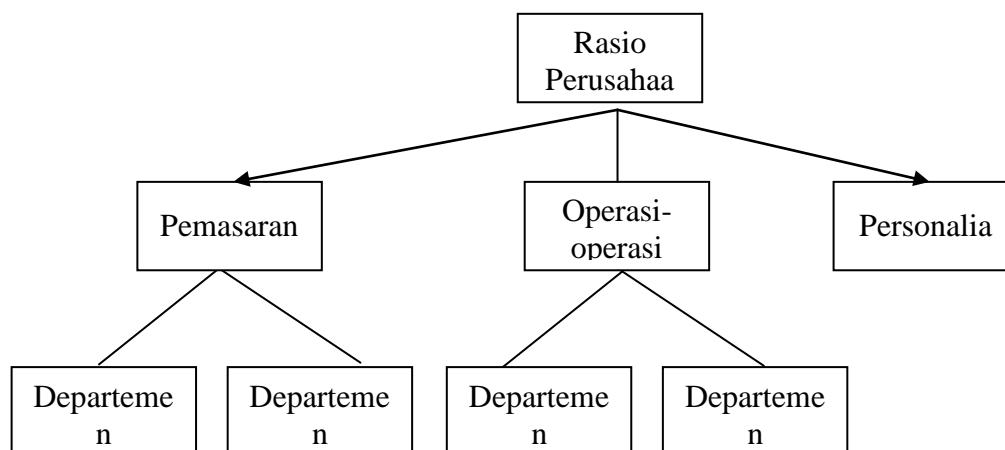 Rasio
Perusahaa
Pemasaran
Operasi-
operasi
Personalia
Departeme
n
Departeme
n
Departeme
n
Departeme
n